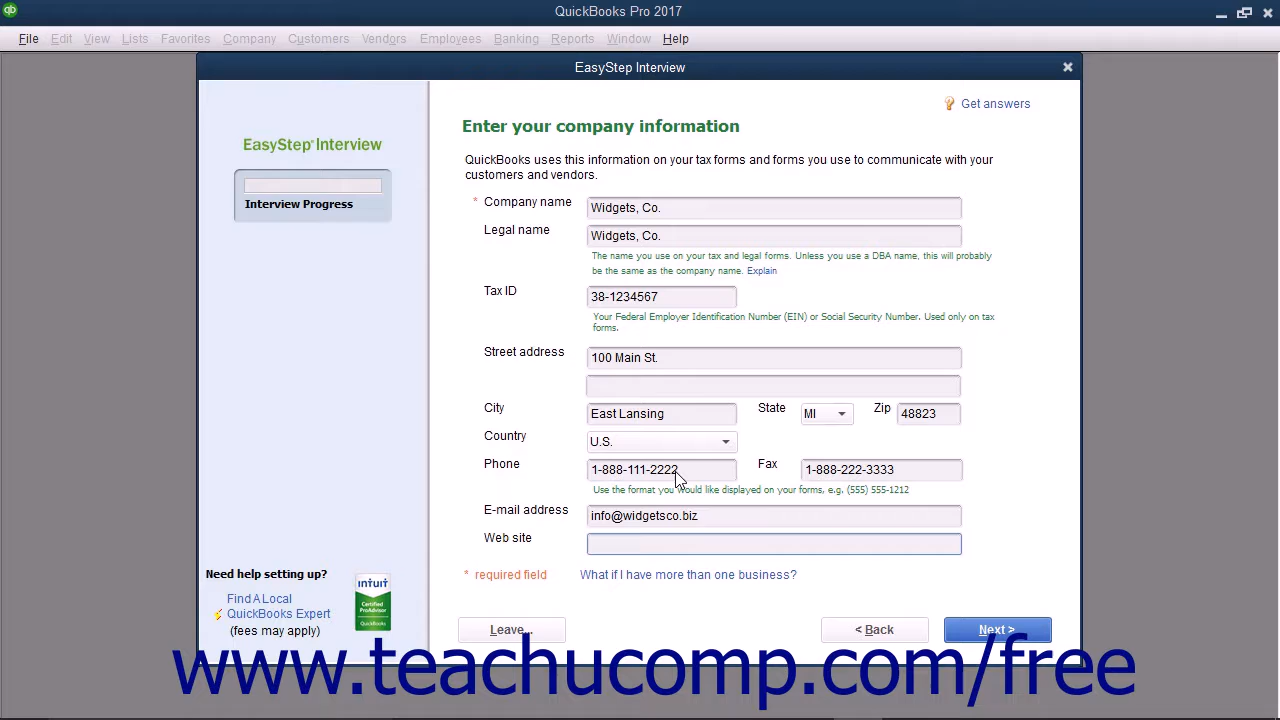 QuickBooks Pro 2017
File Edit View Lists Favorites Company Customers Vendors Employees Banking Reports Window Help
EasyStep Interview
Get answers
EasyStep Interview
Interview Progress
Enter your company information
QuickBooks uses this information on your tax forms and forms you use to communicate with your
customers and vendors.
* Company name Widgets, Co.
Legal name Widgets, Co.
The name you use on your tax and legal forms. Unless you use a DBA name, this will probably
be the same as the company name. Explain
Tax ID 38-1234567
Your Federal Employer Identification Number (EIN) or Social Security Number. Used only on tax
forms.
Street address 100 Main St.
City East Lansing State MI Zip 48823
Country U.S.
Phone 1-888-111-2222 Fax 1-888-222-3333
Use the format you would like displayed on your forms, e.g, (555) 555-1212
E-mail address info@widgetsco.biz
Web site
* required field What if I have more than one business?
Need help setting up?
Find A Local
QuickBooks Expert
(fees may apply)
intuit
Certified
ProAdvisor
QuickBooks
Leave... < Back Next >
www.teachucomp.com/free